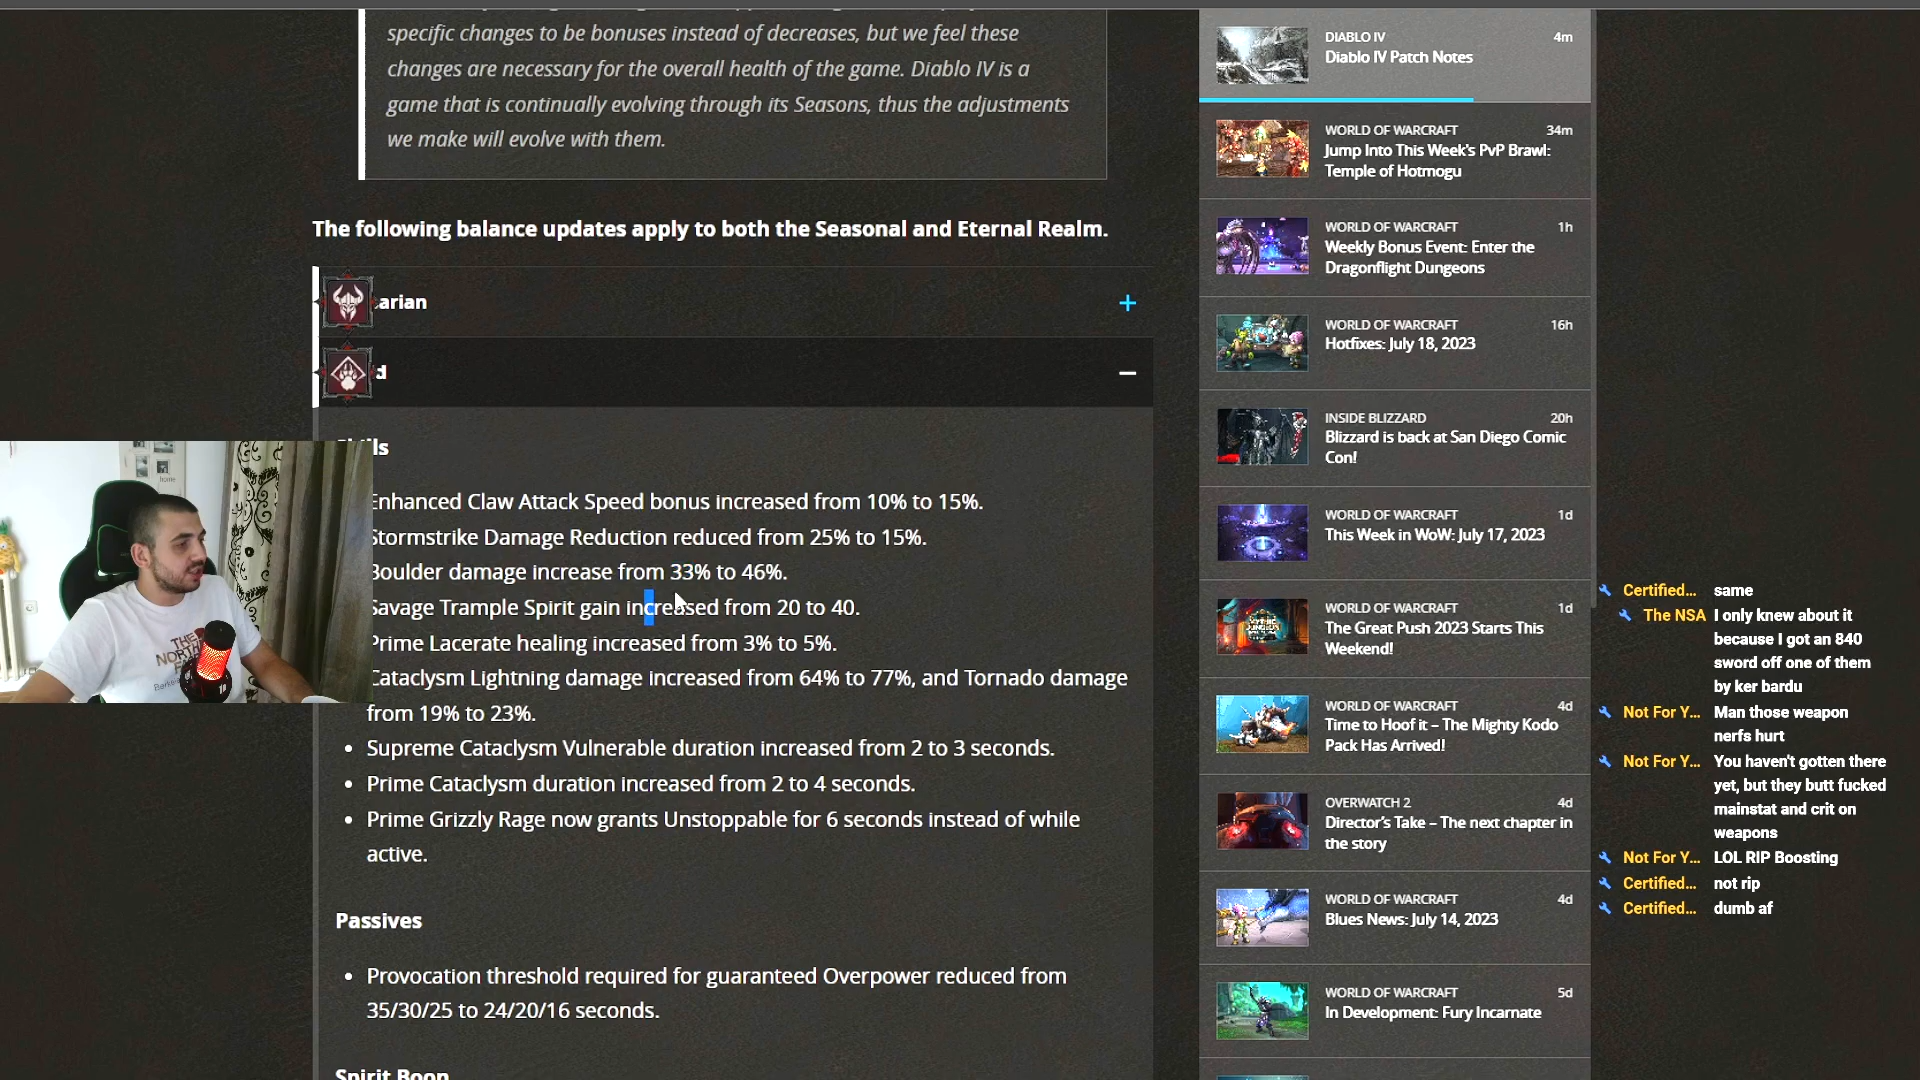 specific changes to be bonuses instead of decreases, but we feel these
changes are necessary for the overall health of the game. Diablo IV is a
game that is continually evolving through its Seasons, thus the adjustments
we make will evolve with them.
The following balance updates apply to both the Seasonal and Eternal Realm.
arian
d
Enhanced Claw Attack Speed bonus increased from 10% to 15%.
Stormstrike Damage Reduction reduced from 25% to 15%.
Boulder damage increase from 33% to 46%.
Savage Trample Spirit gain increased from 20 to 40.
Prime Lacerate healing increased from 3% to 5%.
Cataclysm Lightning damage increased from 64% to 77%, and Tornado damage
from 19% to 23%.
• Supreme Cataclysm Vulnerable duration increased from 2 to 3 seconds.
• Prime Cataclysm duration increased from 2 to 4 seconds.
• Prime Grizzly Rage now grants Unstoppable for 6 seconds instead of while
active.
Passives
• Provocation threshold required for guaranteed Overpower reduced from
35/30/25 to 24/20/16 seconds.
Spirit Boon
home
THE
NORTH
DIABLO IV 4m
Diablo IV Patch Notes
WORLD OF WARCRAFT 34m
Jump Into This Week's PvP Brawl:
Temple of Hotmogu
WORLD OF WARCRAFT 1h
Weekly Bonus Event: Enter the
Dragonflight Dungeons
WORLD OF WARCRAFT 16h
Hotfixes: July 18, 2023
INSIDE BLIZZARD 20h
Blizzard is back at San Diego Comic
Con!
WORLD OF WARCRAFT 1d
This Week in WoW: July 17, 2023
WORLD OF WARCRAFT 1d
The Great Push 2023 Starts This
Weekend!
WORLD OF WARCRAFT 4d
Time to Hoof it – The Mighty Kodo
Pack Has Arrived!
OVERWATCH 2 4d
Director's Take – The next chapter in
the story
WORLD OF WARCRAFT 4d
Blues News: July 14, 2023
WORLD OF WARCRAFT 5d
In Development: Fury Incarnate
Certified... same
The NSA I only knew about it
because I got an 840
sword off one of them
by ker bardu
Not For Y... Man those weapon
nerfs hurt
Not For Y... You haven't gotten there
yet, but they butt fucked
mainstat and crit on
weapons
Not For Y... LOL RIP Boosting
Certified... not rip
Certified... dumb af